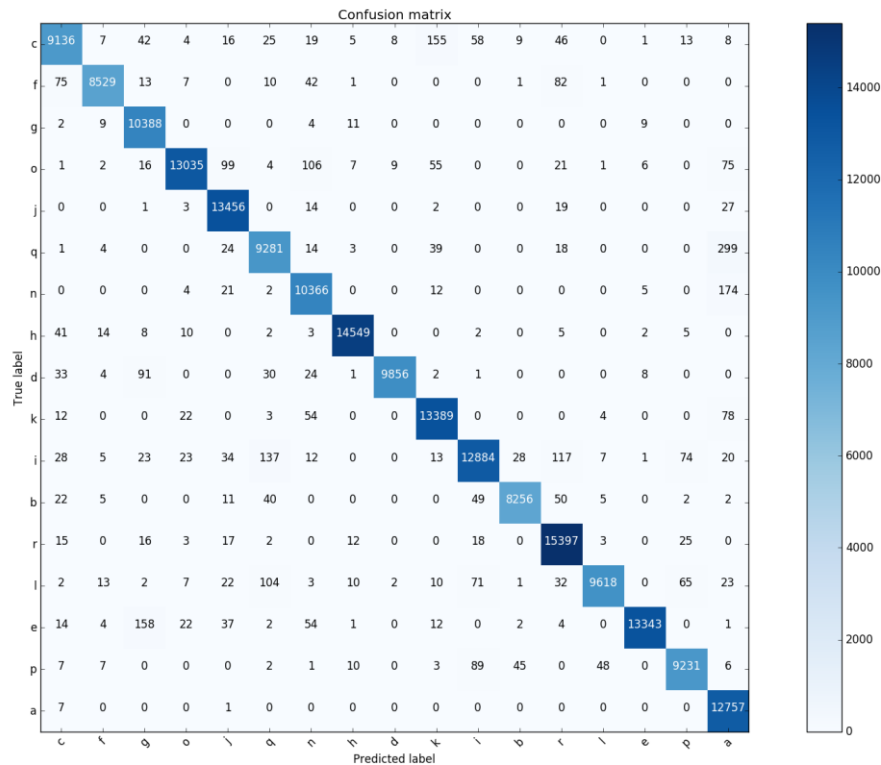 Confusion matrix
c 9136 7 42 4 16 25 19 5 8 155 58 9 46 0 1 13 8
f 75 8529 13 7 0 10 42 1 0 0 0 1 82 1 0 0 0
g 2 9 10388 0 0 0 4 11 0 0 0 0 0 0 9 0 0
o 1 2 16 13035 99 4 106 7 9 55 0 0 21 1 6 0 75
j 0 0 1 3 13456 0 14 0 0 2 0 0 19 0 0 0 27
q 1 4 0 0 24 9281 14 3 0 39 0 0 18 0 0 0 299
n 0 0 0 4 21 2 10366 0 0 12 0 0 0 0 5 0 174
h 41 14 8 10 0 2 3 14549 0 0 2 0 5 0 2 5 0
d 33 4 91 0 0 30 24 1 9856 2 1 0 0 0 8 0 0
k 12 0 0 22 0 3 54 0 0 13389 0 0 0 4 0 0 78
i 28 5 23 23 34 137 12 0 0 13 12884 28 117 7 1 74 20
b 22 5 0 0 11 40 0 0 0 0 49 8256 50 5 0 2 2
r 15 0 16 3 17 2 0 12 0 0 18 0 15397 3 0 25 0
l 2 13 2 7 22 104 3 10 2 10 71 1 32 9618 0 65 23
e 14 4 158 22 37 2 54 1 0 12 0 2 4 0 13343 0 1
p 7 7 0 0 0 2 1 10 0 3 89 45 0 48 0 9231 6
a 7 0 0 0 1 0 0 0 0 0 0 0 0 0 0 0 12757
c f g o j q n h d k i b r l e p a
True label
Predicted label
14000
12000
10000
8000
6000
4000
2000
0